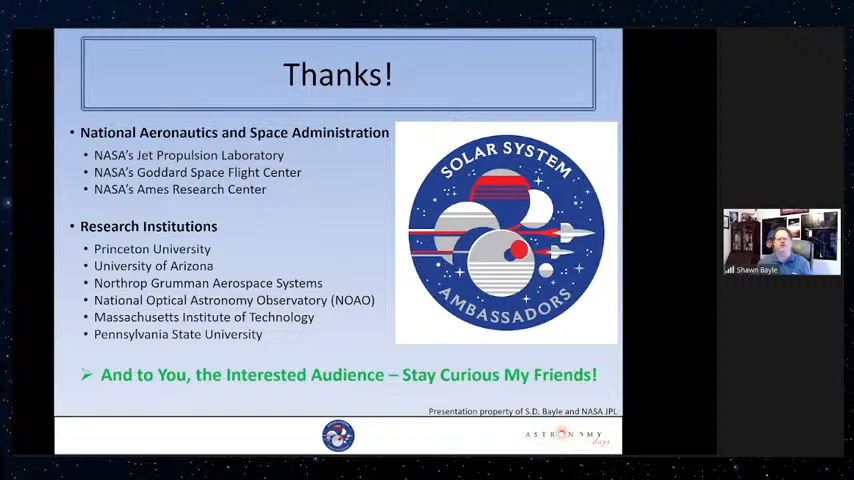 Thanks!
• National Aeronautics and Space Administration
• NASA's Jet Propulsion Laboratory
• NASA's Goddard Space Flight Center
• NASA's Ames Research Center
• Research Institutions
• Princeton University
• University of Arizona
• Northrop Grumman Aerospace Systems
• National Optical Astronomy Observatory (NOAO)
• Massachusetts Institute of Technology
• Pennsylvania State University
SOLAR SYSTEM
AMBASSADORS
➢ And to You, the Interested Audience – Stay Curious My Friends!
Presentation property of S.D. Bayle and NASA JPL
ASTRONOMY
days
Shawn Bayle